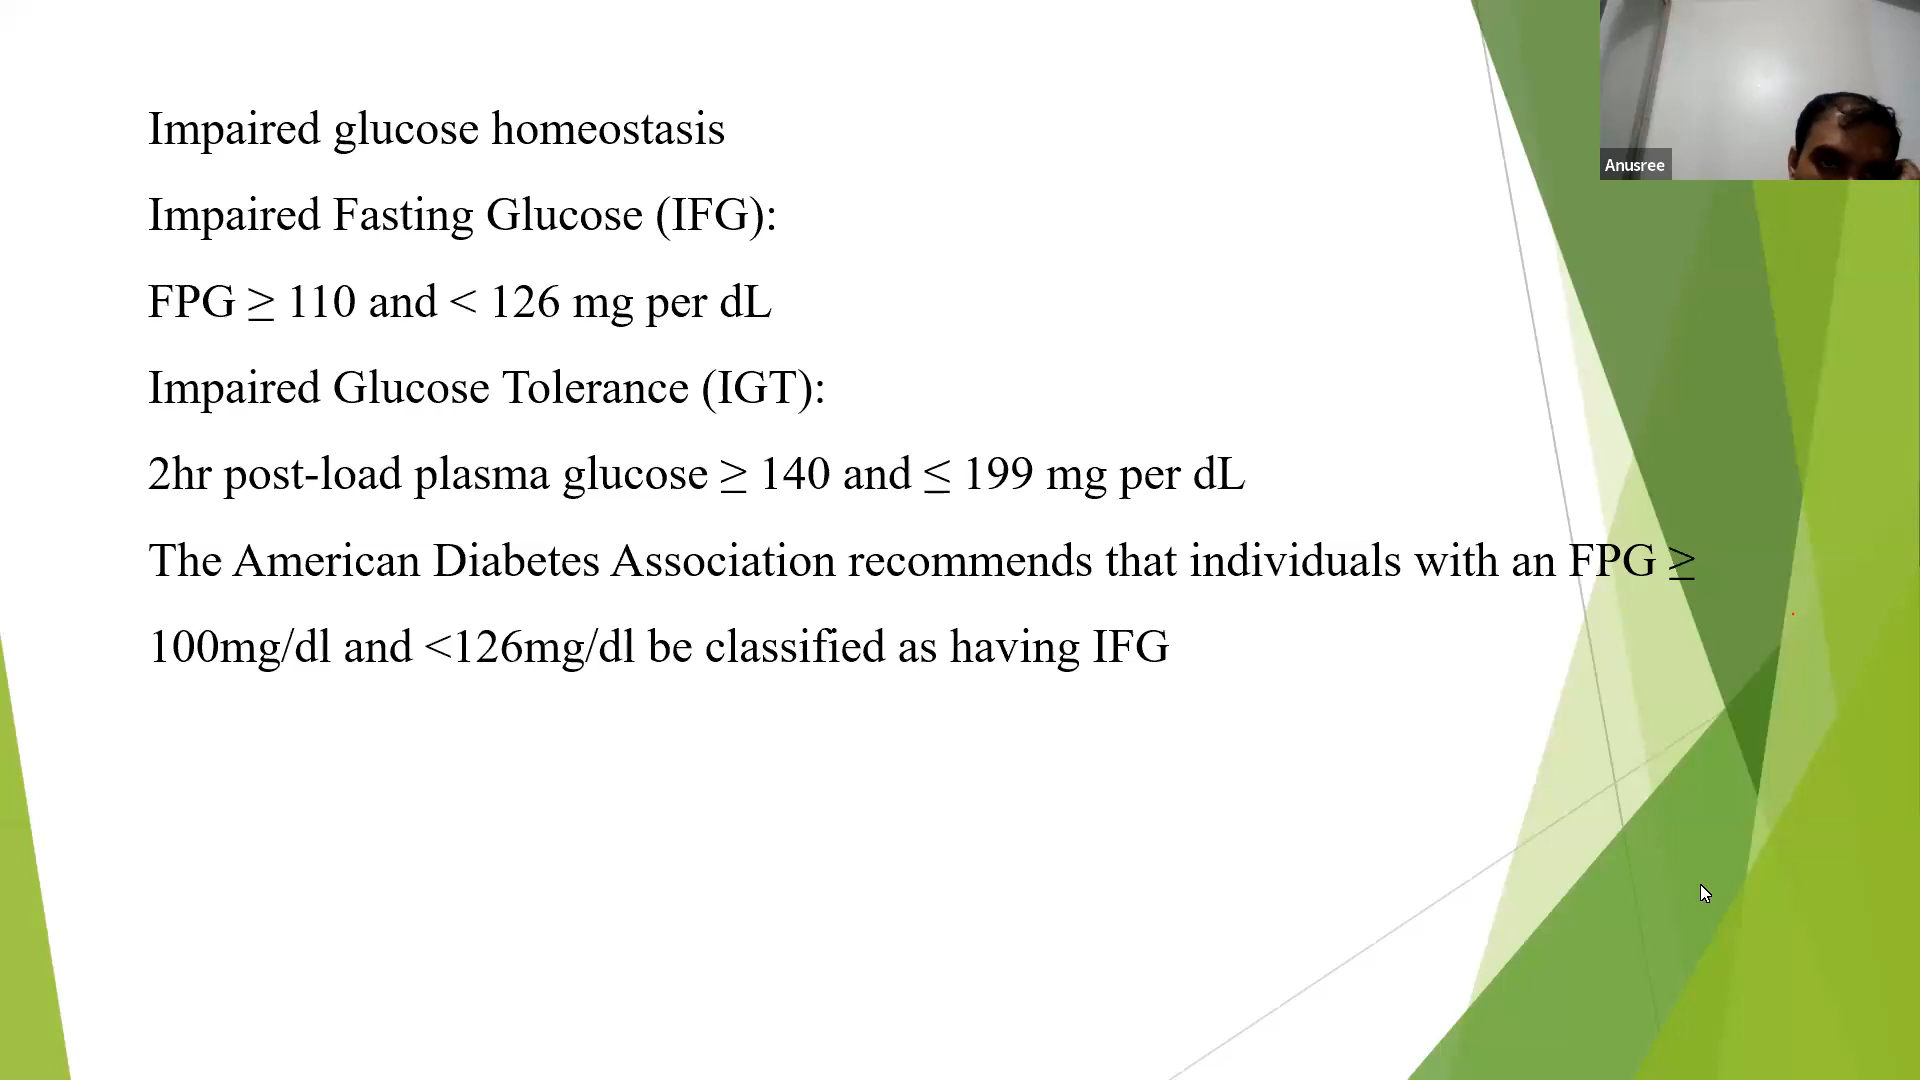 Impaired glucose homeostasis
Impaired Fasting Glucose (IFG):
FPG ≥ 110 and < 126 mg per dL
Impaired Glucose Tolerance (IGT):
2hr post-load plasma glucose ≥ 140 and ≤ 199 mg per dL
The American Diabetes Association recommends that individuals with an FPG ≥
100mg/dl and <126mg/dl be classified as having IFG
Anusree